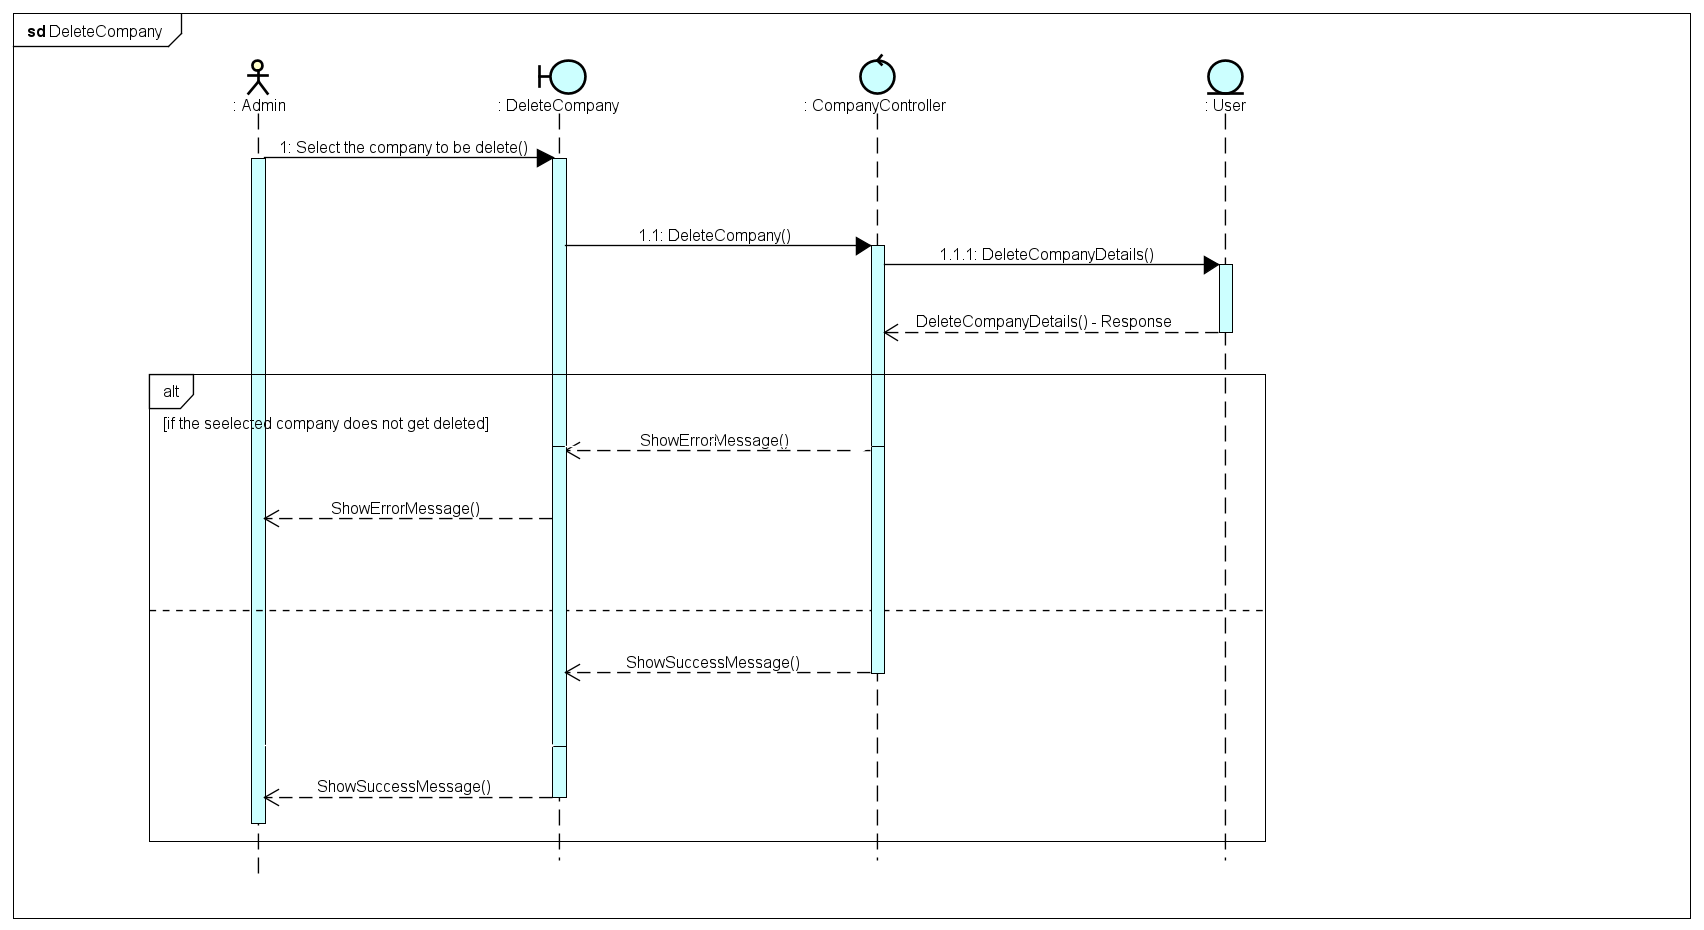 sd DeleteCompany
: Admin
: DeleteCompany
: CompanyController
: User
1: Select the company to be delete()
1.1: DeleteCompany()
1.1.1: DeleteCompanyDetails()
DeleteCompanyDetails() - Response
alt
[if the seelected company does not get deleted]
ShowErrorMessage()
ShowErrorMessage()
ShowSuccessMessage()
ShowSuccessMessage()